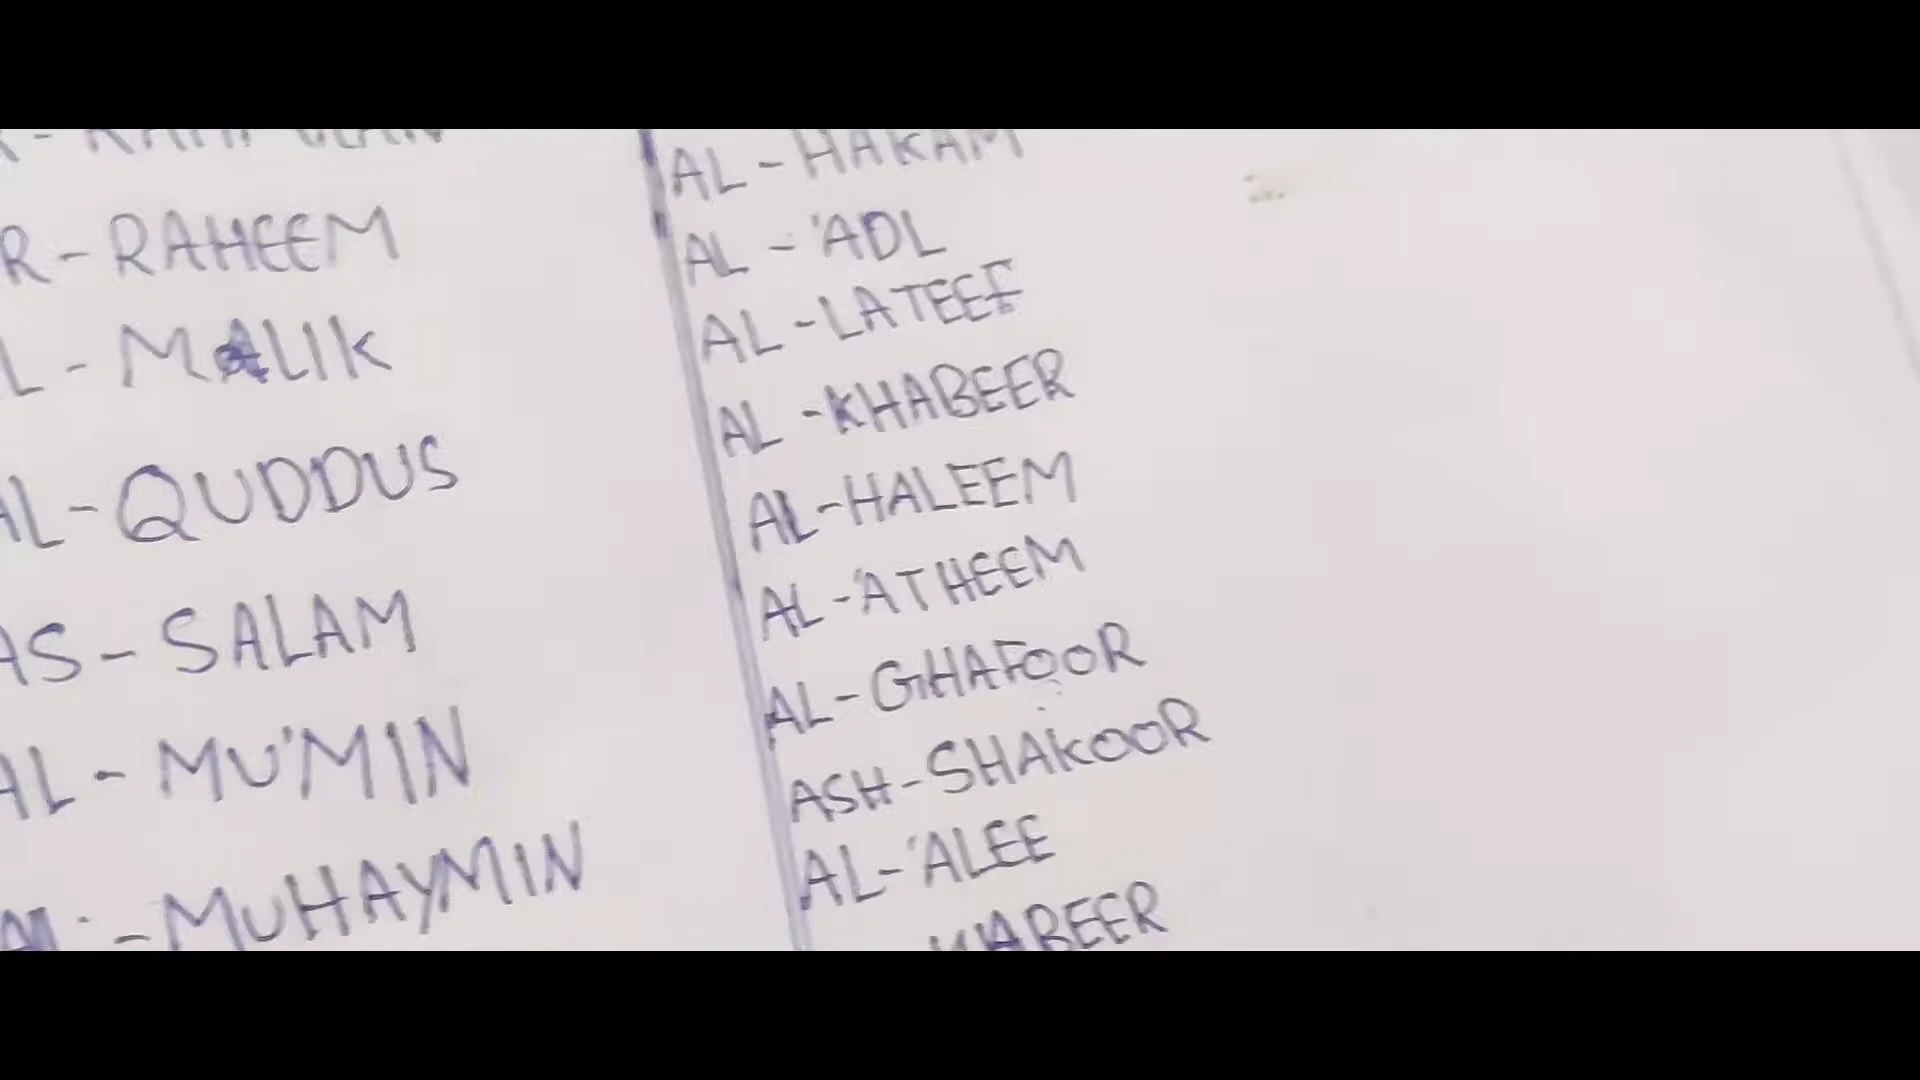 R-RAHEEM
L-MALIK
AL-QUDDUS
AS-SALAM
AL-MU'MIN
-MUHAYMIN
AL-HAKAM
AL-'ADL
AL-LATEEF
AL-KHABEER
AL-HALEEM
AL-'ATHEEM
AL-GHAFOOR
ASH-SHAKOOR
AL-'ALEE